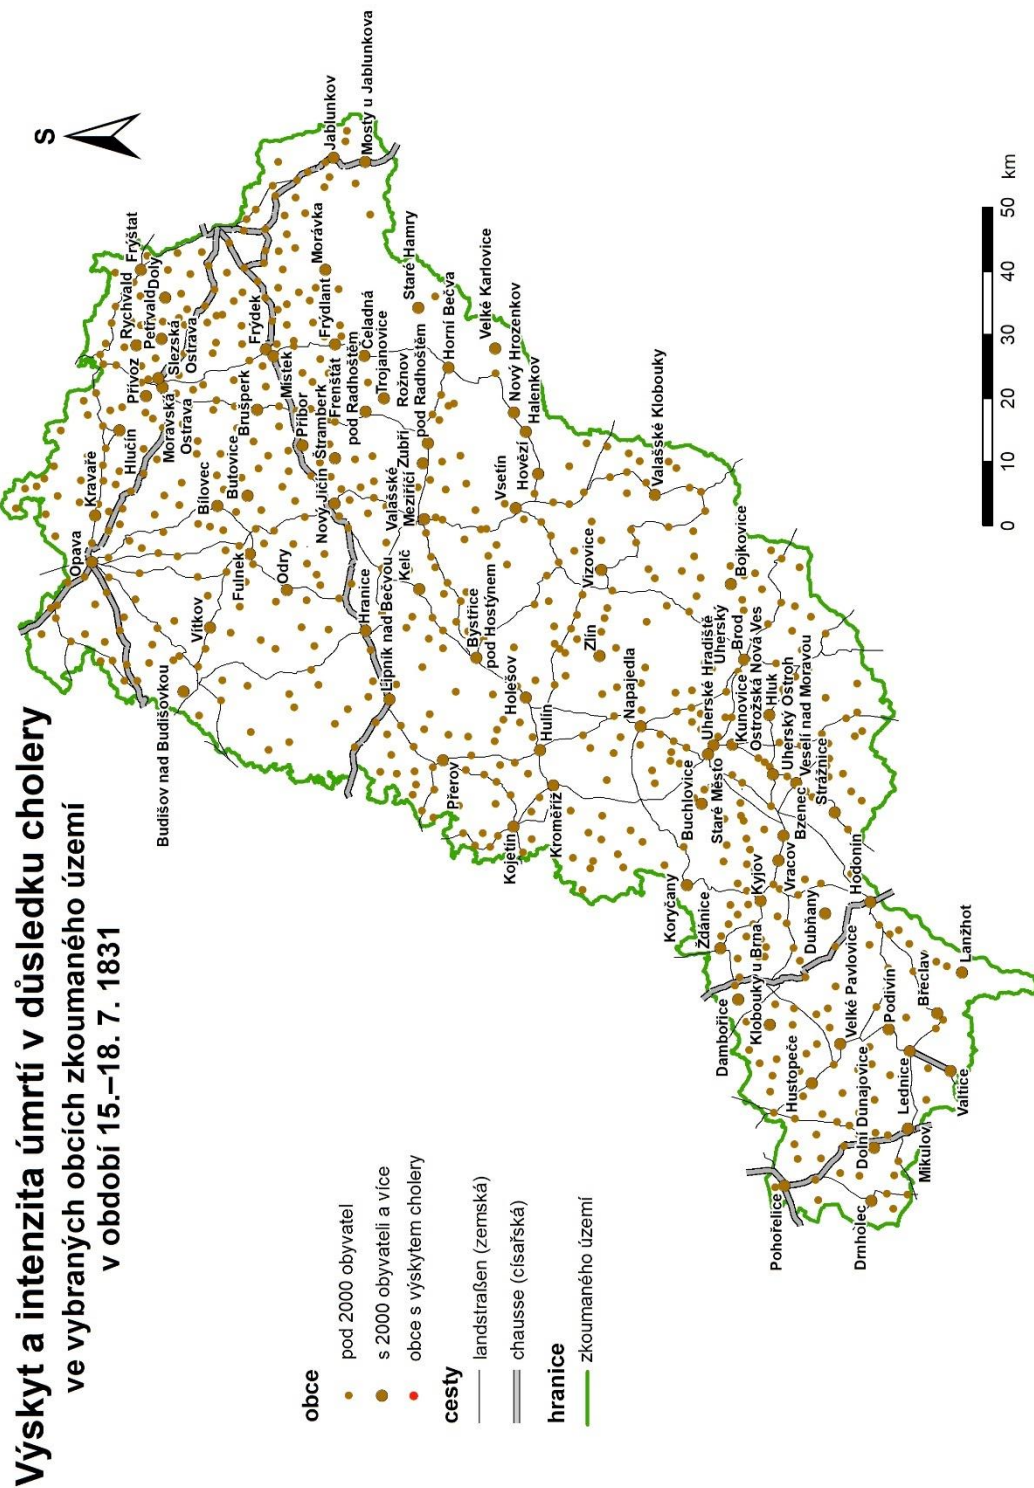 Výskyt a intenzita úmrtí v důsledku cholery
ve vybraných obcích zkoumaného území
v období 15.–18. 7. 1831
S
obce
pod 2000 obyvatel
s 2000 obyvateli a více
obce s výskytem cholery
cesty
landstraßen (zemská)
chausse (císařská)
hranice
zkoumaného území
0 10 20 30 40 50 km
Opava
Kravaře
Hlučín
Přívoz
Rychvald
Frýštat
Petřvald
Doly
Slezská
Ostrava
Moravská
Ostrava
Budišov nad Budišovkou
Vítkov
Bílovec
Butovice
Brušperk
Frýdek
Místek
Fulnek
Odry
Příbor
Nový Jičín
Štramberk
Frenštát
pod Radhoštěm
Frýdlant
Morávka
Jablunkov
Mosty u Jablunkova
Čeladná
Trojanovice
Hranice
Lipník nad Bečvou
Kelč
Valašské
Meziříčí
Zubří
Rožnov
pod Radhoštěm
Staré Hamry
Horní Bečva
Velké Karlovice
Nový Hrozenkov
Halenkov
Hovězí
Vsetín
Přerov
Bystřice
pod Hostýnem
Kojetín
Kroměříž
Hulín
Holešov
Zlín
Vizovice
Valašské Klobouky
Napajedla
Koryčany
Buchlovice
Staré Město
Uherské Hradiště
Kunovice
Uherský
Brod
Bojkovice
Ostrožská Nová Ves
Hluk
Uherský Ostroh
Veselí nad Moravou
Ždánice
Kyjov
Vracov
Bzenec
Strážnice
Dambořice
Klobouky u Brna
Dubňany
Hodonín
Hustopeče
Velké Pavlovice
Podivín
Břeclav
Lanžhot
Pohořelice
Dolní Dunajovice
Lednice
Valtice
Drnholec
Mikulov